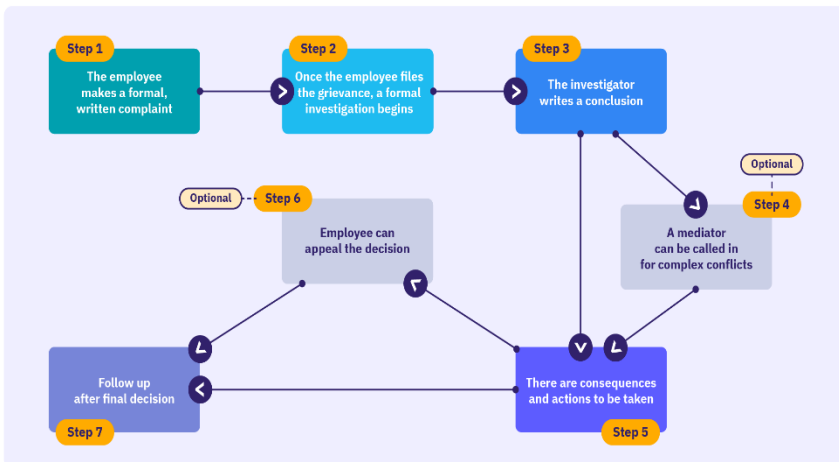 Step 1
The employee
makes a formal,
written complaint
Step 2
Once the employee files
the grievance, a formal
investigation begins
Step 3
The investigator
writes a conclusion
Optional
Step 4
A mediator
can be called in
for complex conflicts
Optional
Step 6
Employee can
appeal the decision
There are consequences
and actions to be taken
Step 5
Follow up
after final decision
Step 7